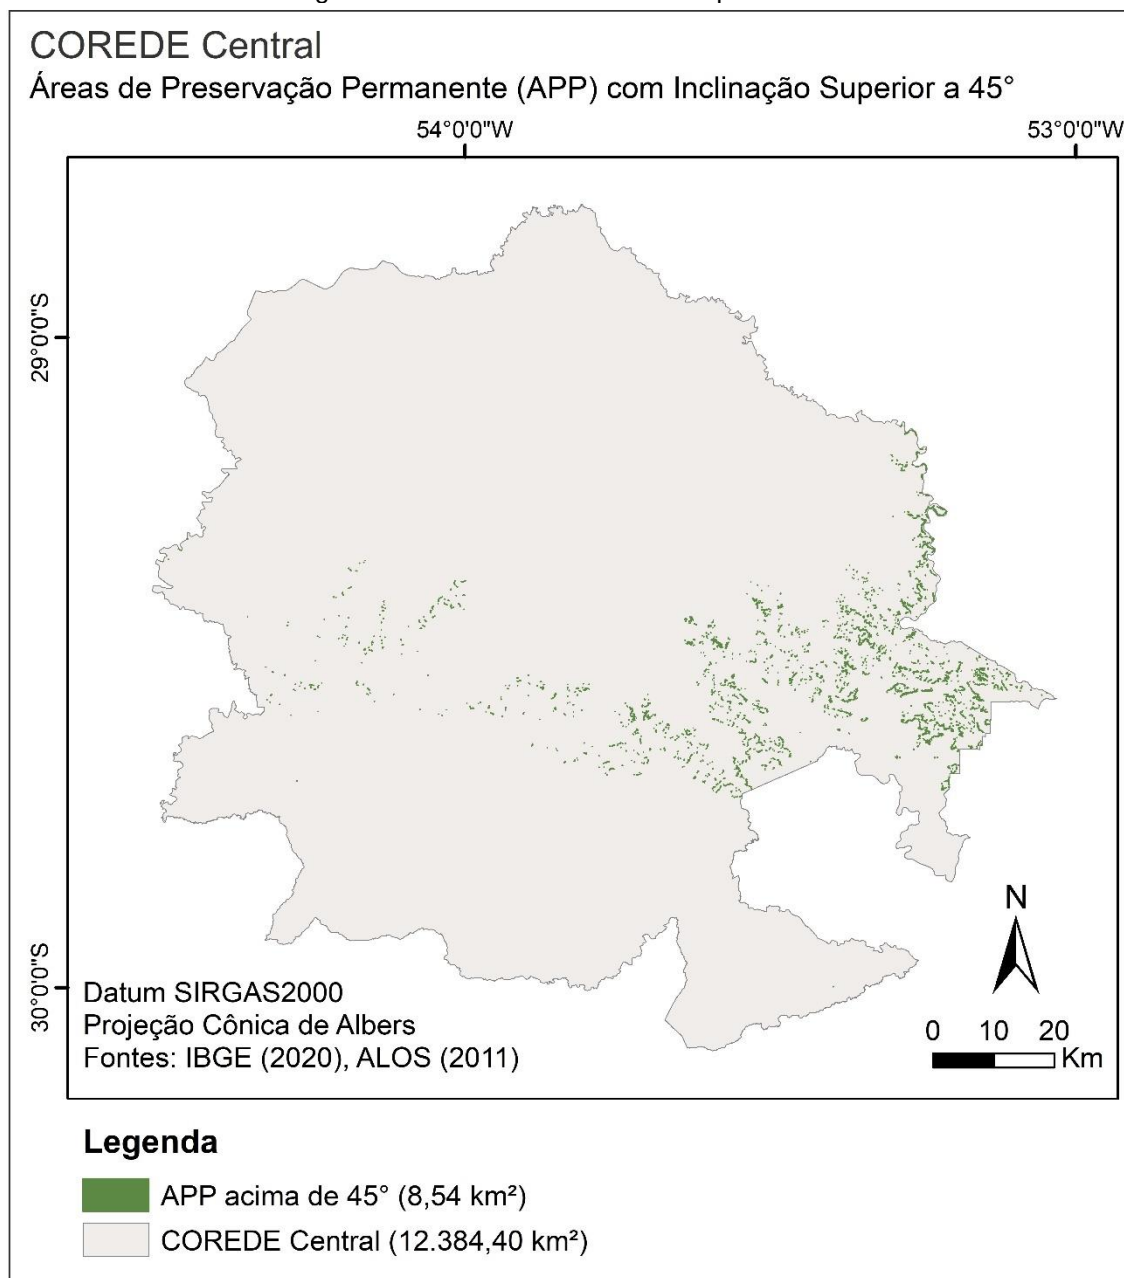 COREDE Central
Áreas de Preservação Permanente (APP) com Inclinação Superior a 45°
54°0'0"W
53°0'0"W
29°0'0"S
30°0'0"S
N
Datum SIRGAS2000
Projeção Cônica de Albers
Fontes: IBGE (2020), ALOS (2011)
0 10 20
Km
Legenda
APP acima de 45° (8,54 km²)
COREDE Central (12.384,40 km²)